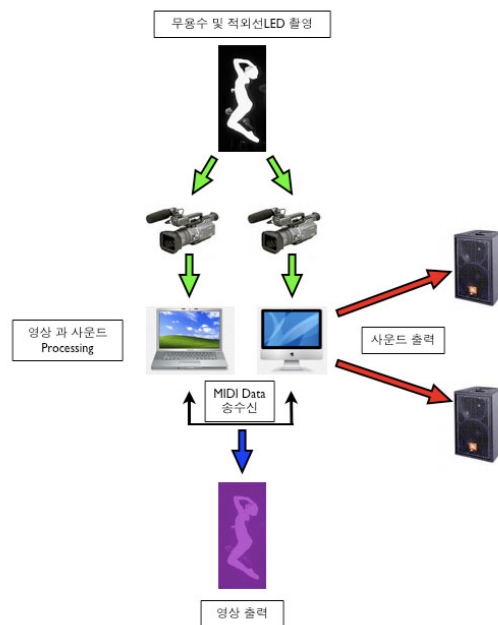 무용수 및 적외선LED 촬영
영상 과 사운드
Processing
사운드 출력
MIDI Data
송수신
영상 출력